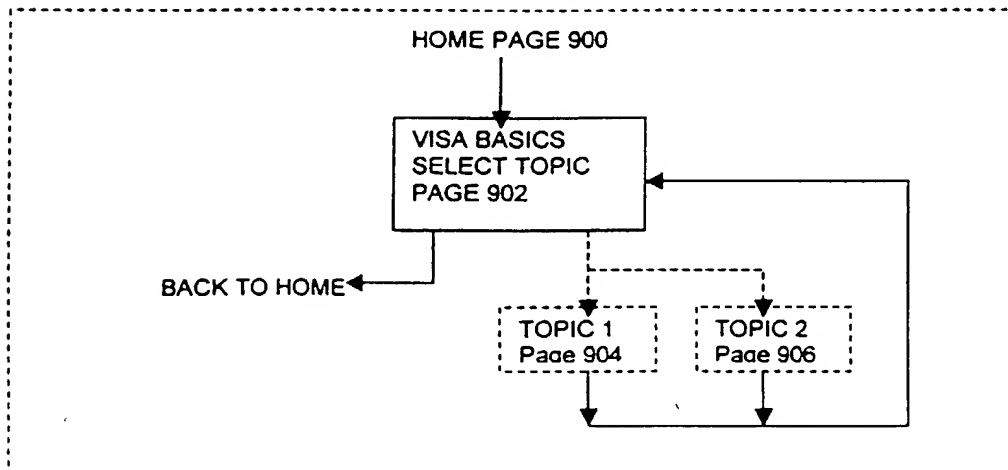 HOME PAGE 900
VISA BASICS
SELECT TOPIC
PAGE 902
BACK TO HOME
TOPIC 1
Page 904
TOPIC 2
Page 906